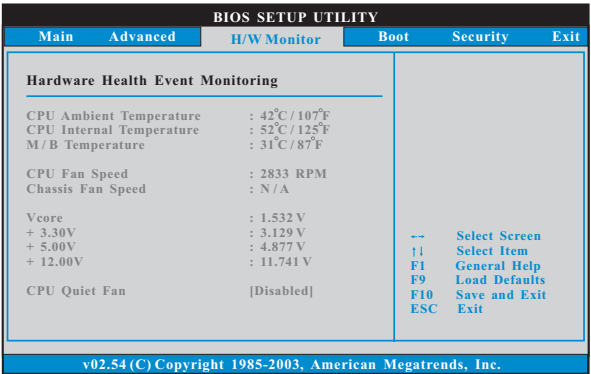 BIOS SETUP UTILITY
Main Advanced H/W Monitor Boot Security Exit
Hardware Health Event Monitoring
CPU Ambient Temperature : 42°C / 107°F
CPU Internal Temperature : 52°C / 125°F
M / B Temperature : 31°C / 87°F
CPU Fan Speed : 2833 RPM
Chassis Fan Speed : N / A
Vcore : 1.532 V
+ 3.30V : 3.129 V
+ 5.00V : 4.877 V
+ 12.00V : 11.741 V
CPU Quiet Fan [Disabled]
←→ Select Screen
↑↓ Select Item
F1 General Help
F9 Load Defaults
F10 Save and Exit
ESC Exit
v02.54 (C) Copyright 1985-2003, American Megatrends, Inc.